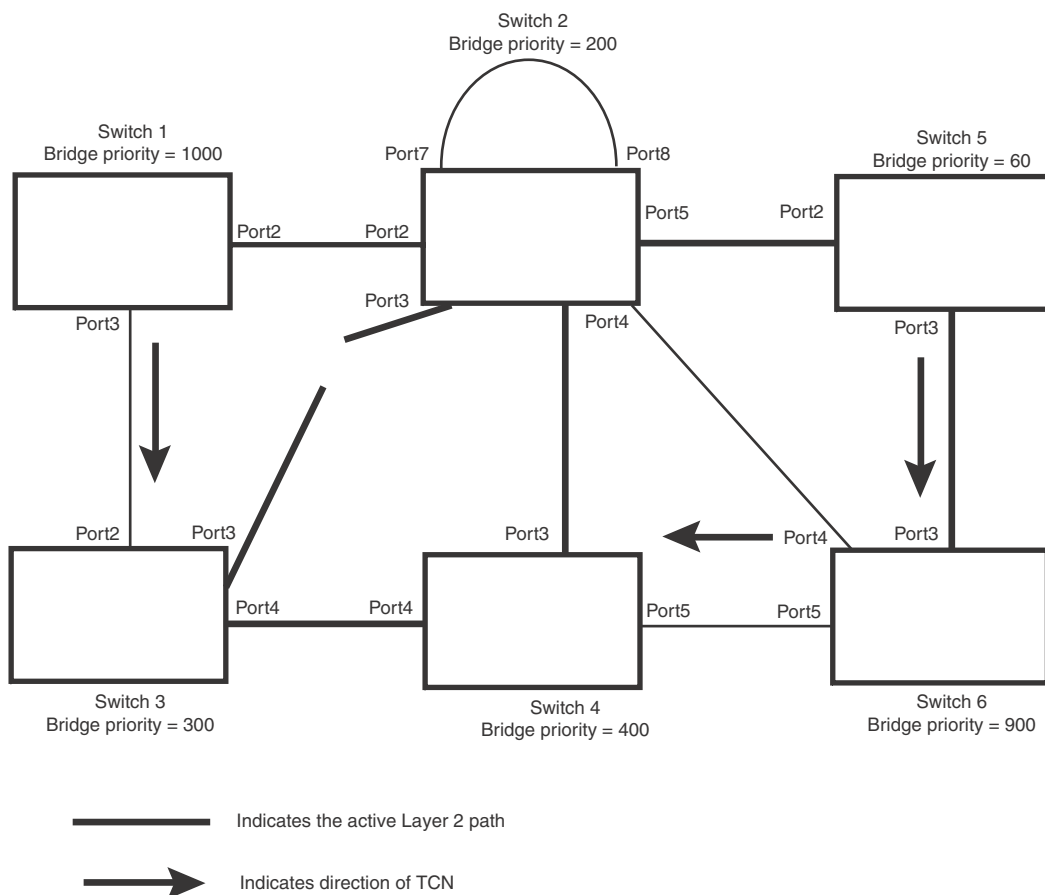 Switch 2
Bridge priority = 200
Switch 1
Bridge priority = 1000
Switch 5
Bridge priority = 60
Port7
Port8
Port2
Port2
Port5
Port2
Port3
Port3
Port4
Port3
Port2
Port3
Port3
Port4
Port3
Port4
Port4
Port5
Port5
Switch 3
Bridge priority = 300
Switch 4
Bridge priority = 400
Switch 6
Bridge priority = 900
Indicates the active Layer 2 path
Indicates direction of TCN